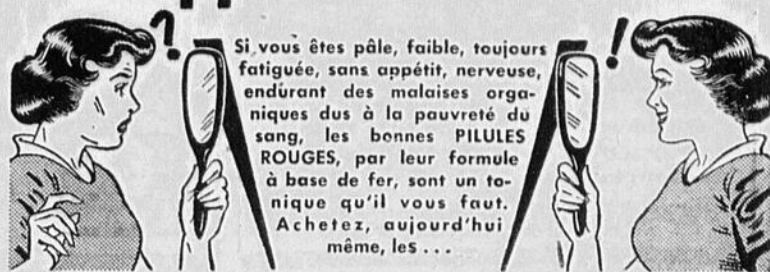 ?
!
Si vous êtes pâle, faible, toujours
fatiguée, sans appétit, nerveuse,
endurant des malaises orga-
niques dus à la pauvreté du
sang, les bonnes PILULES
ROUGES, par leur formule
à base de fer, sont un to-
nique qu'il vous faut.
Achetez, aujourd'hui
même, les ...